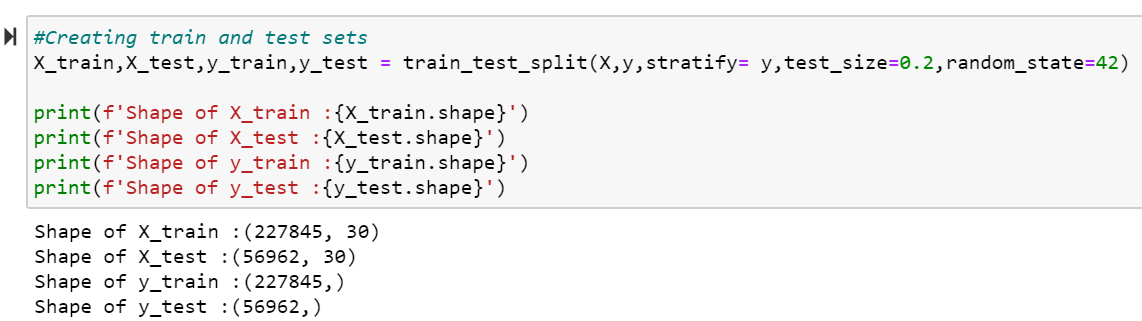 #Creating train and test sets
X_train,X_test,y_train,y_test = train_test_split(X,y,stratify= y,test_size=0.2,random_state=42)
print(f'Shape of X_train :{X_train.shape}')
print(f'Shape of X_test :{X_test.shape}')
print(f'Shape of y_train :{y_train.shape}')
print(f'Shape of y_test :{y_test.shape}')
Shape of X_train :(227845, 30)
Shape of X_test :(56962, 30)
Shape of y_train :(227845,)
Shape of y_test :(56962,)